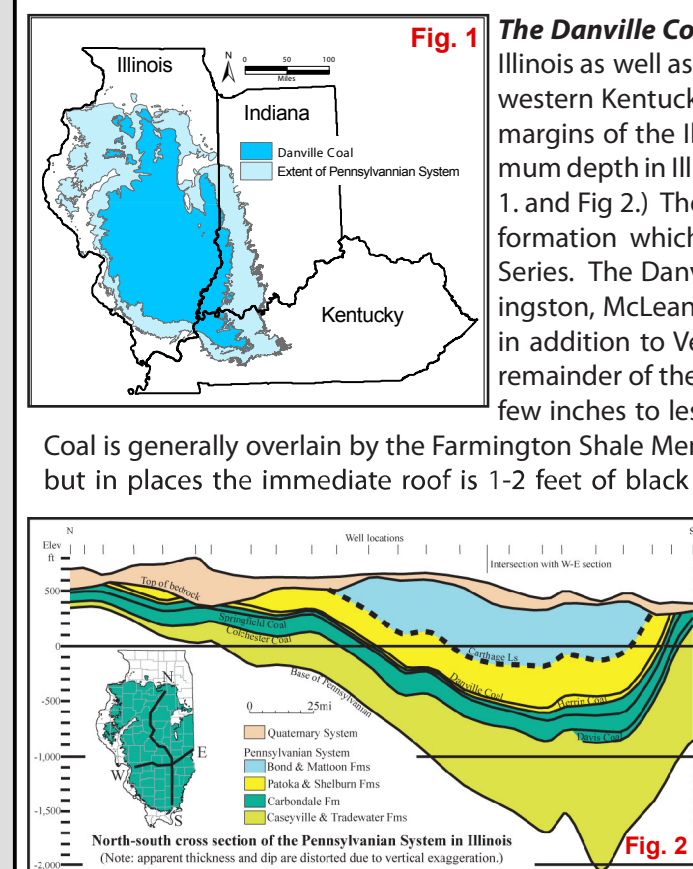 Fig. 1
N
0 50 100
Miles
Illinois
Indiana
Danville Coal
Extent of Pennsylvannian System
Kentucky
The Danville Co
Illinois as well as
western Kentuck
margins of the Il
mum depth in Ill
1. and Fig 2.) The
formation which
Series. The Danv
ingston, McLean
in addition to Ve
remainder of the
few inches to les
Coal is generally overlain by the Farmington Shale Mer
but in places the immediate roof is 1-2 feet of black
N
S
Elev
ft
Well locations
Intersection with W-E section
500
0
-500
-1,000
-1,500
-2,000
Top of bedrock
Springfield Coal
Colchester Coal
Base of Pennsylvanian
Carthage Ls
Danville Coal
Herrin Coal
Davis Coal
N
E
W
S
0 25mi
Quaternary System
Pennsylvanian System
Bond & Mattoon Fms
Patoka & Shelburn Fms
Carbondale Fm
Caseyville & Tradewater Fms
North-south cross section of the Pennsylvanian System in Illinois
(Note: apparent thickness and dip are distorted due to vertical exaggeration.)
Fig. 2